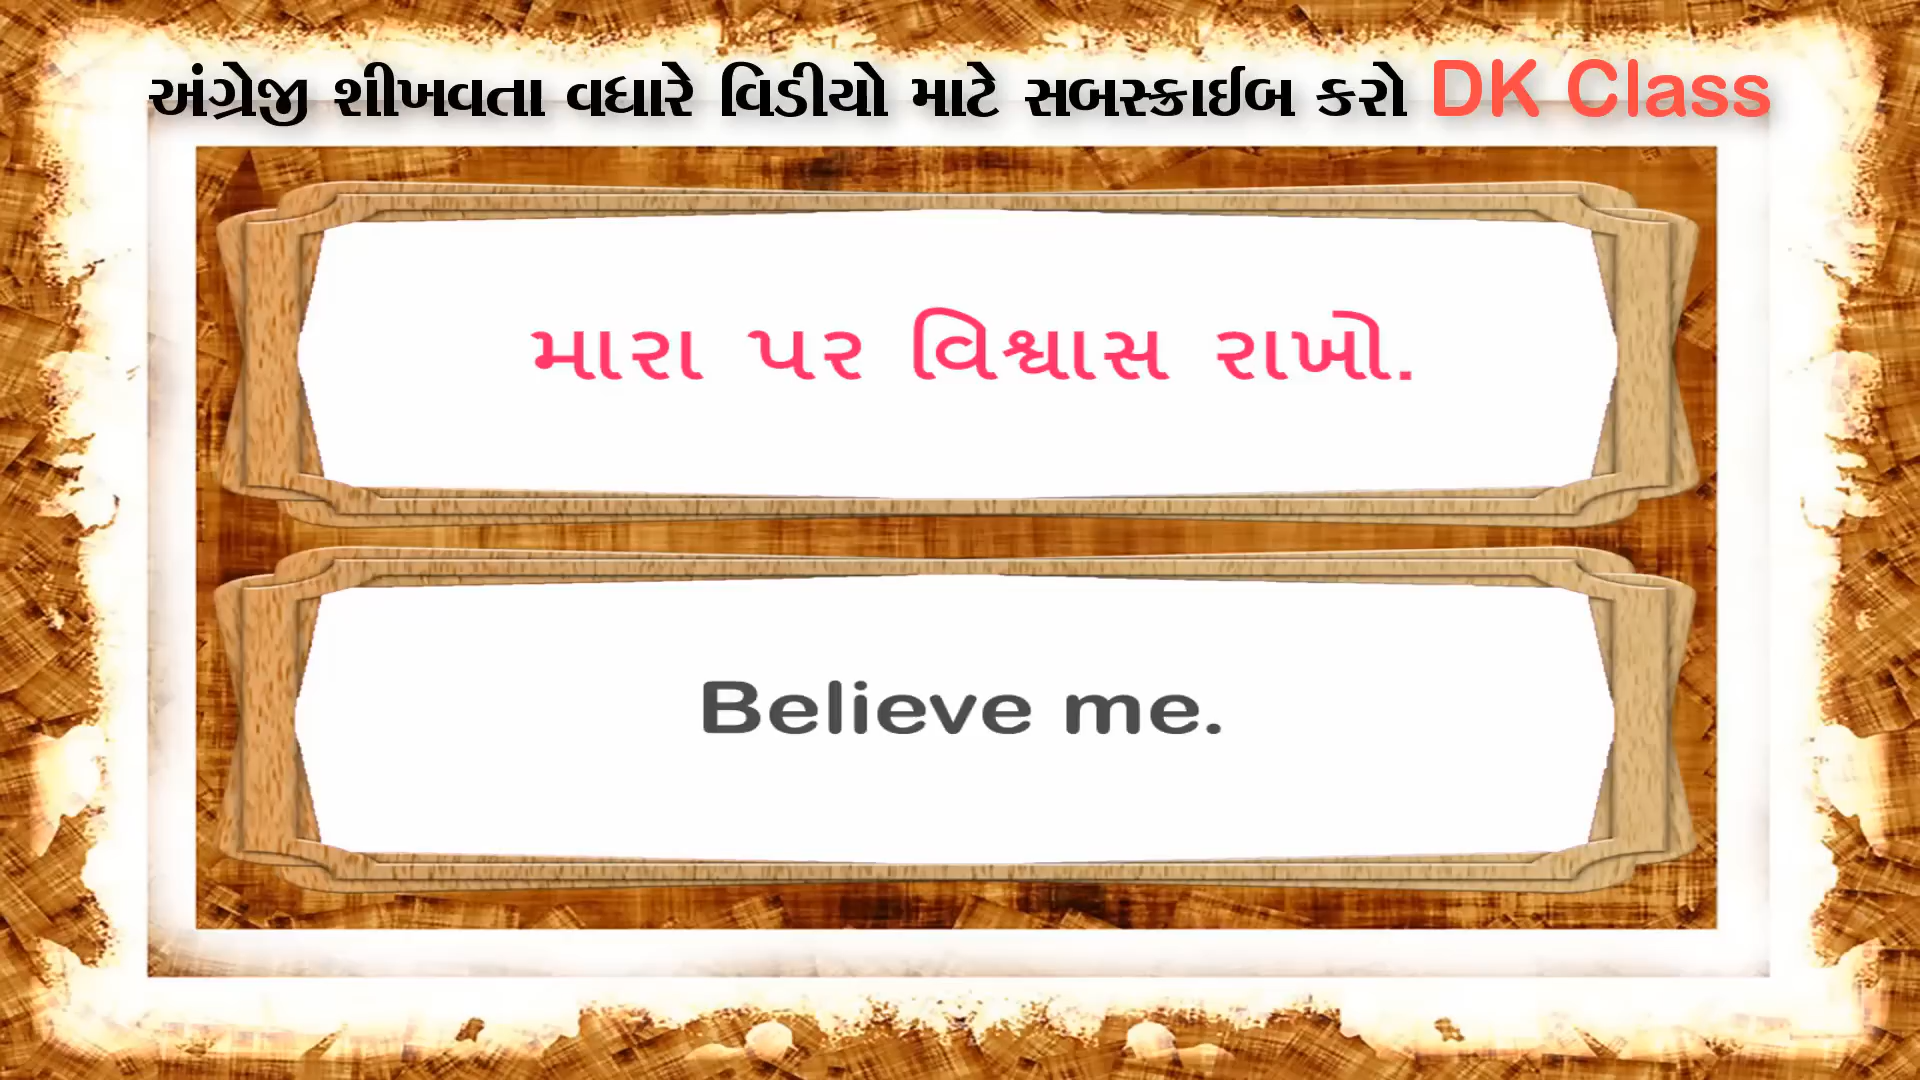 અંગ્રેજી શીખવતા વધારે વિડીયો માટે સબસ્ક્રાઈબ કરો DK Class
મારા પર વિશ્વાસ રાખો.
Believe me.